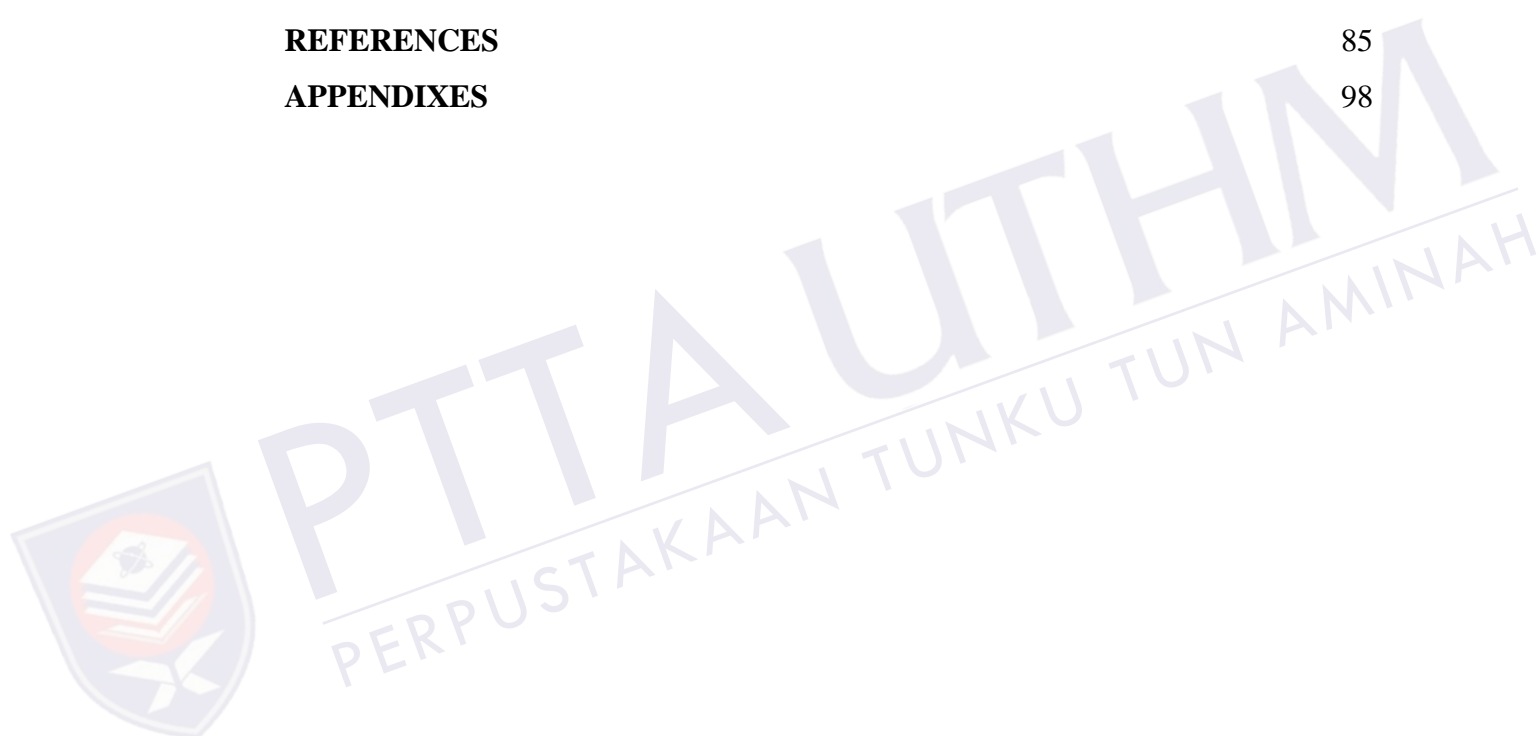 REFERENCES 85
APPENDIXES 98
PTTA UTHM
PERPUSTAKAAN TUNKU TUN AMINAH